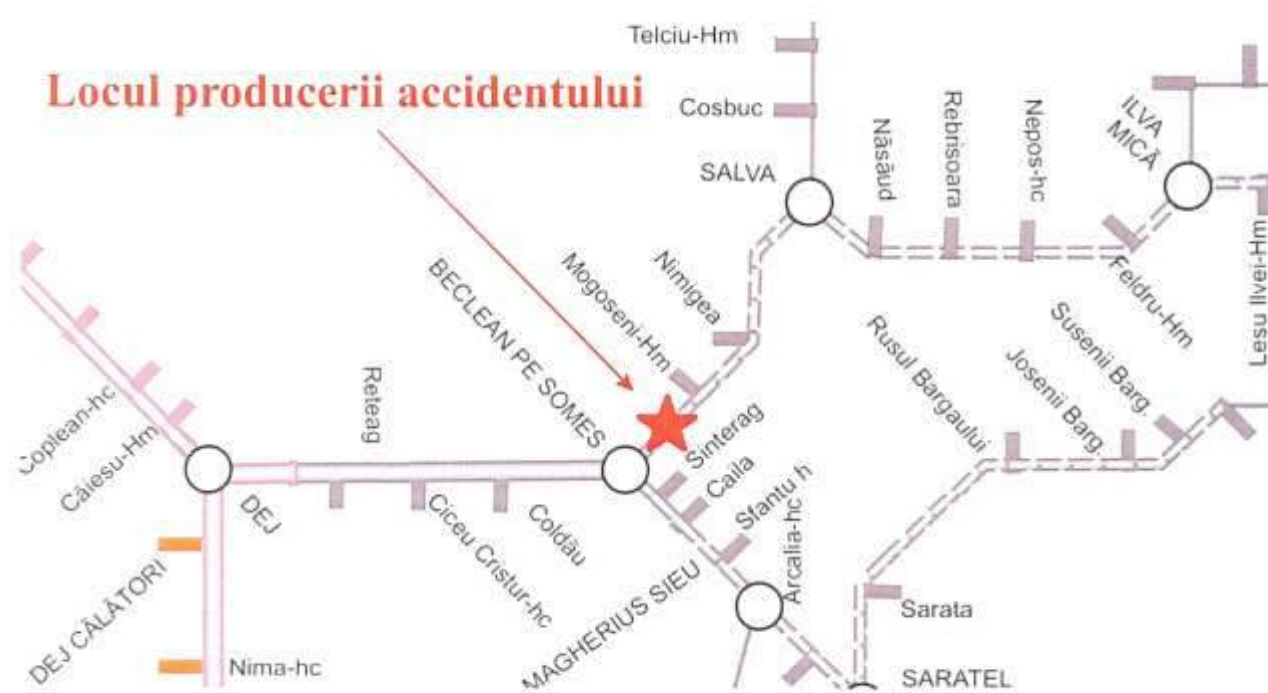 Telciu-Hm
Locul producerii accidentului
Cosbuc
SALVA
Năsăud
Rebrisoara
Nepos-hc
ILVA
MICĂ
BECLEAN PE SOMES
Mogoseni-Hm
Nimigea
Feldru-Hm
Lesu Ilvei-Hm
Rusul Bargaului
Josenii Barg.
Susenii Barg.
Coplean-hc
Căiesu-Hm
Reteag
Sinterag
Caila
Sfantu h
Arcalia-hc
DEJ
Ciceu Cristur-hc
Coldău
MAGHERIUS SIEU
DEJ CĂLĂTORI
Sarata
Nima-hc
SARATEL